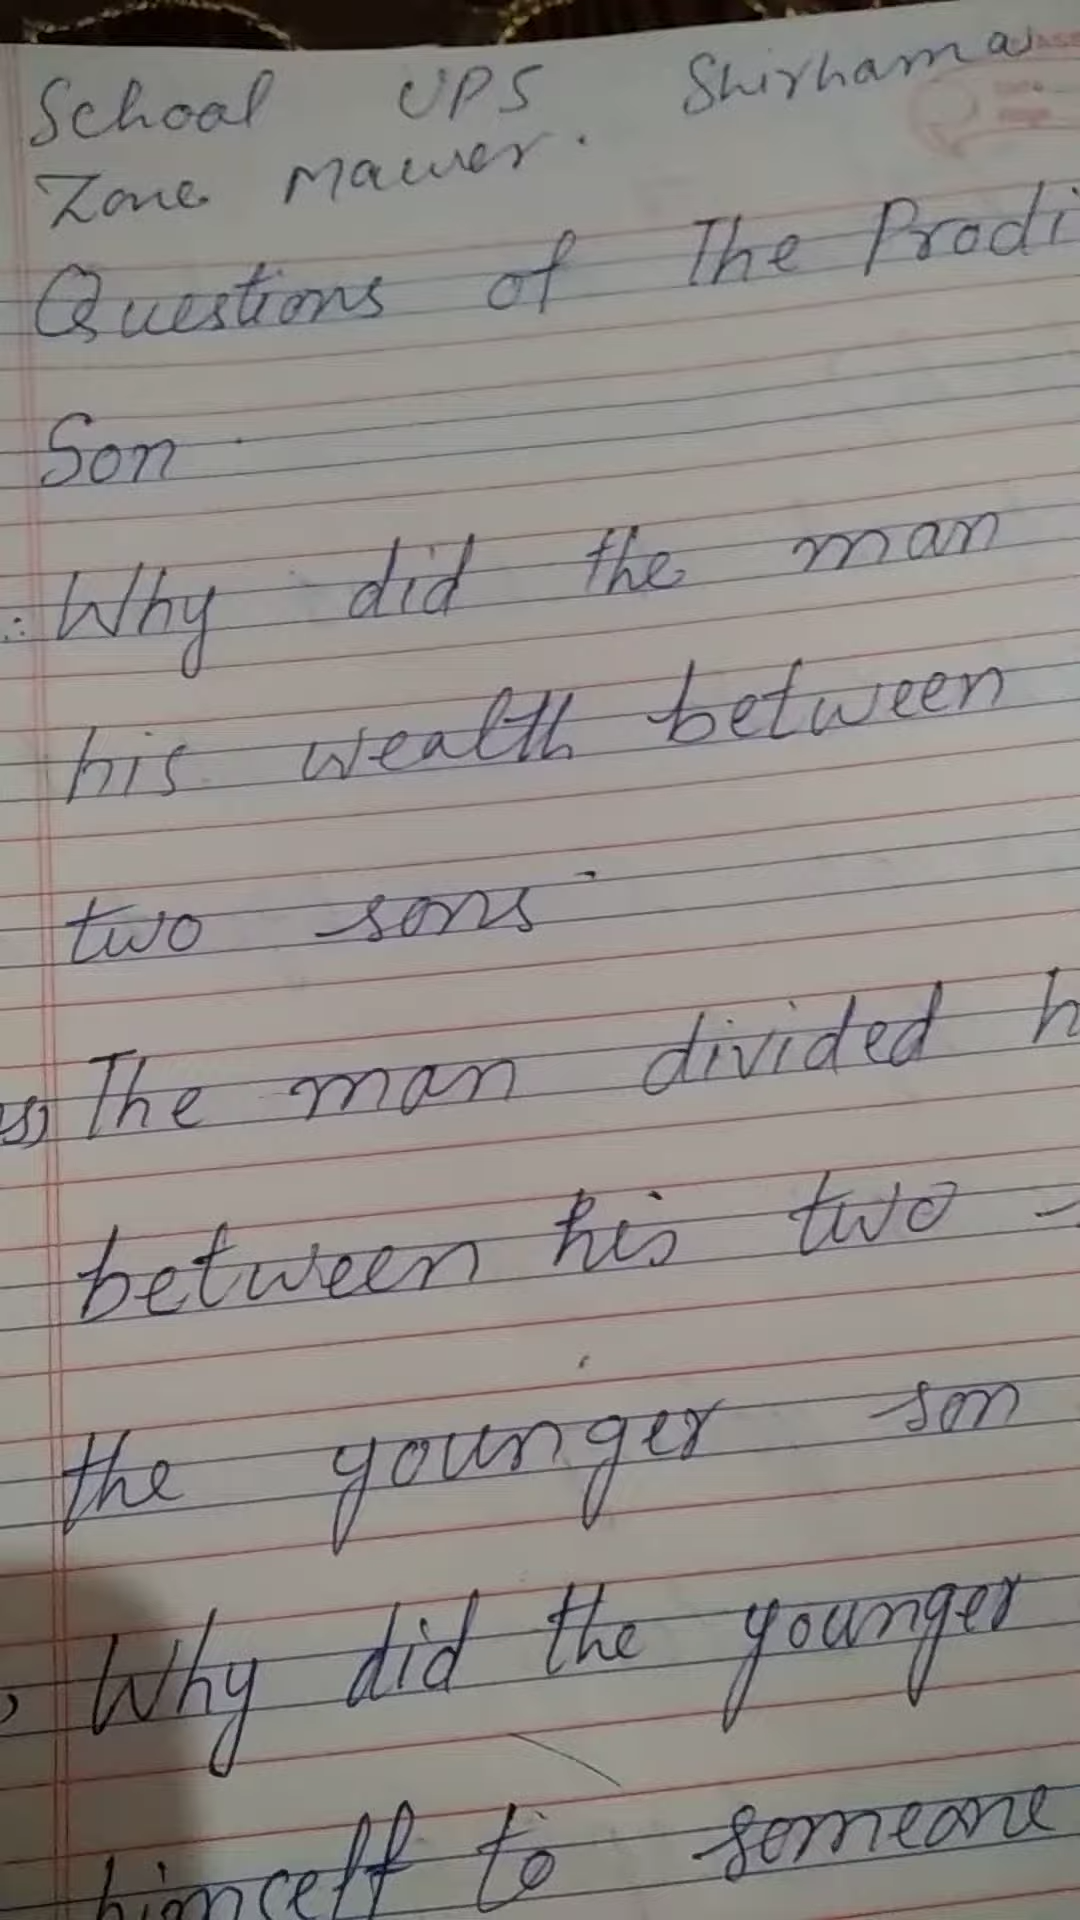 School UPS Shirhama
Zone Mawer.
Questions of The Prodi
Son
Why did the man
his wealth between
two sons
The man divided h
between his two
the younger son
Why did the younger
himself to someone